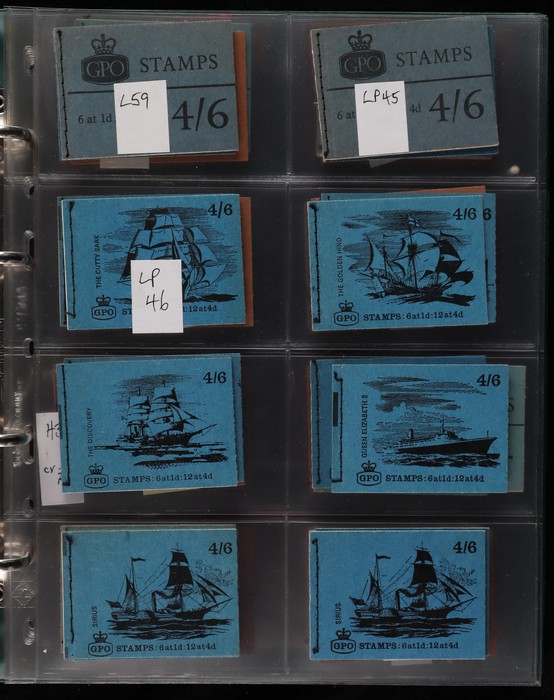 GPO STAMPS
6 at 1d
L59
4/6
GPO STAMPS
6 at
LP45
4d
4/6
4/6
THE CUTTY SARK
LP
46
GPO STAMPS:6at1d:12at4d
4/6
6
THE GOLDEN HIND
GPO STAMPS:6at1d:12at4d
4/6
THE DISCOVERY
GPO STAMPS:6at1d:12at4d
4/6
QUEEN ELIZABETH 2
GPO STAMPS:6at1d:12at4d
4/6
SIRIUS
GPO STAMPS:6at1d:12at4d
4/6
SIRIUS
GPO STAMPS:6at1d:12at4d